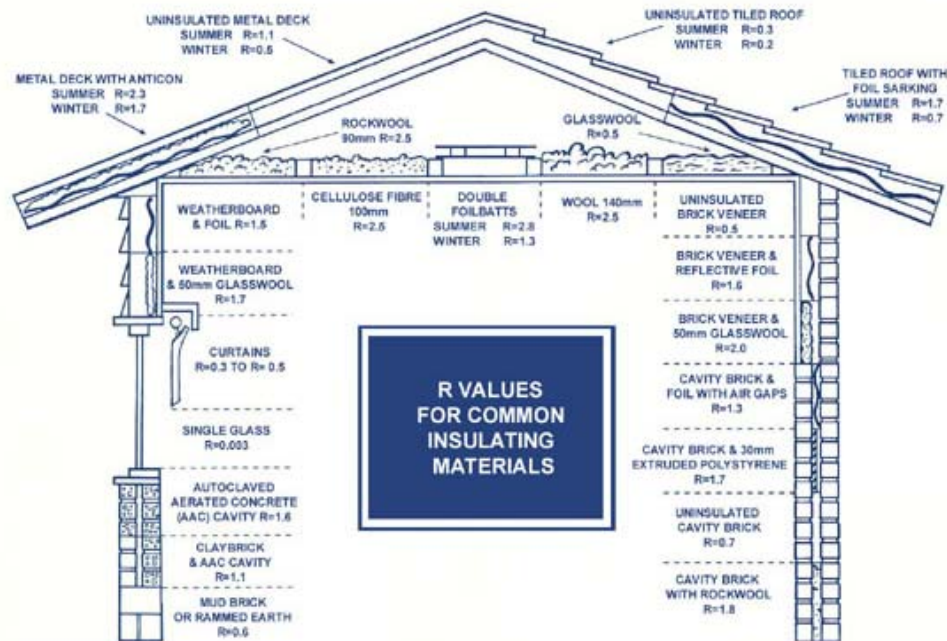 UNINSULATED METAL DECK
SUMMER R=1.1
WINTER R=0.5
UNINSULATED TILED ROOF
SUMMER R=0.3
WINTER R=0.2
METAL DECK WITH ANTICON
SUMMER R=2.3
WINTER R=1.7
TILED ROOF WITH
FOIL SARKING
SUMMER R=1.7
WINTER R=0.7
ROCKWOOL
90mm R=2.5
GLASSWOOL
R=0.5
WEATHERBOARD
& FOIL R=1.5
CELLULOSE FIBRE
100mm
R=2.5
DOUBLE
FOILBATTS
SUMMER R=2.8
WINTER R=1.3
WOOL 140mm
R=2.5
UNINSULATED
BRICK VENEER
R=0.5
WEATHERBOARD
& 50mm GLASSWOOL
R=1.7
BRICK VENEER &
REFLECTIVE FOIL
R=1.6
CURTAINS
R=0.3 TO R= 0.5
BRICK VENEER &
50mm GLASSWOOL
R=2.0
SINGLE GLASS
R=0.003
CAVITY BRICK &
FOIL WITH AIR GAPS
R=1.3
AUTOCLAVED
AERATED CONCRETE
(AAC) CAVITY R=1.6
CAVITY BRICK & 30mm
EXTRUDED POLYSTYRENE
R=1.7
CLAYBRICK
& AAC CAVITY
R=1.1
UNINSULATED
CAVITY BRICK
R=0.7
MUD BRICK
OR RAMMED EARTH
R=0.6
CAVITY BRICK
WITH ROCKWOOL
R=1.8
R VALUES
FOR COMMON
INSULATING
MATERIALS